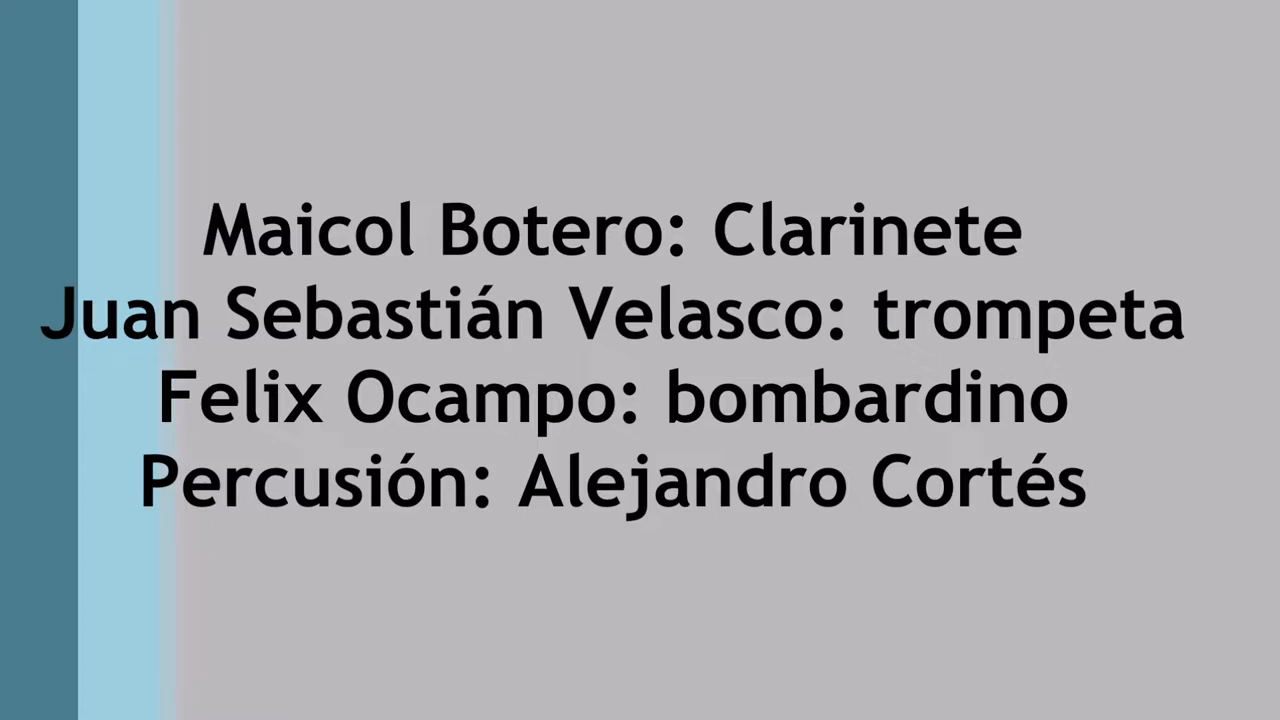 Maicol Botero: Clarinete
Juan Sebastián Velasco: trompeta
Felix Ocampo: bombardino
Percusión: Alejandro Cortés